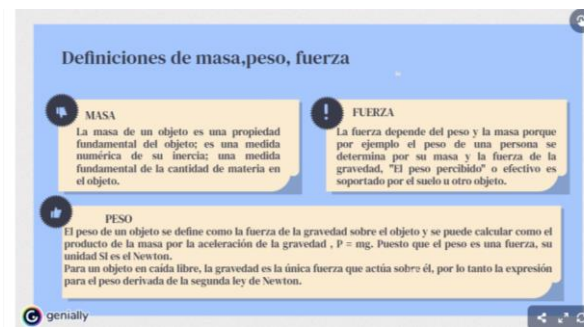 Definiciones de masa,peso, fuerza
MASA
La masa de un objeto es una propiedad
fundamental del objeto; es una medida
numérica de su inercia; una medida
fundamental de la cantidad de materia en
el objeto.
FUERZA
La fuerza depende del peso y la masa porque
por ejemplo el peso de una persona se
determina por su masa y la fuerza de la
gravedad, "El peso percibido" o efectivo es
soportado por el suelo u otro objeto.
PESO
El peso de un objeto se define como la fuerza de la gravedad sobre el objeto y se puede calcular como el
producto de la masa por la aceleración de la gravedad , P = mg. Puesto que el peso es una fuerza, su
unidad SI es el Newton.
Para un objeto en caída libre, la gravedad es la única fuerza que actúa sobre él, por lo tanto la expresión
para el peso derivada de la segunda ley de Newton.
genially